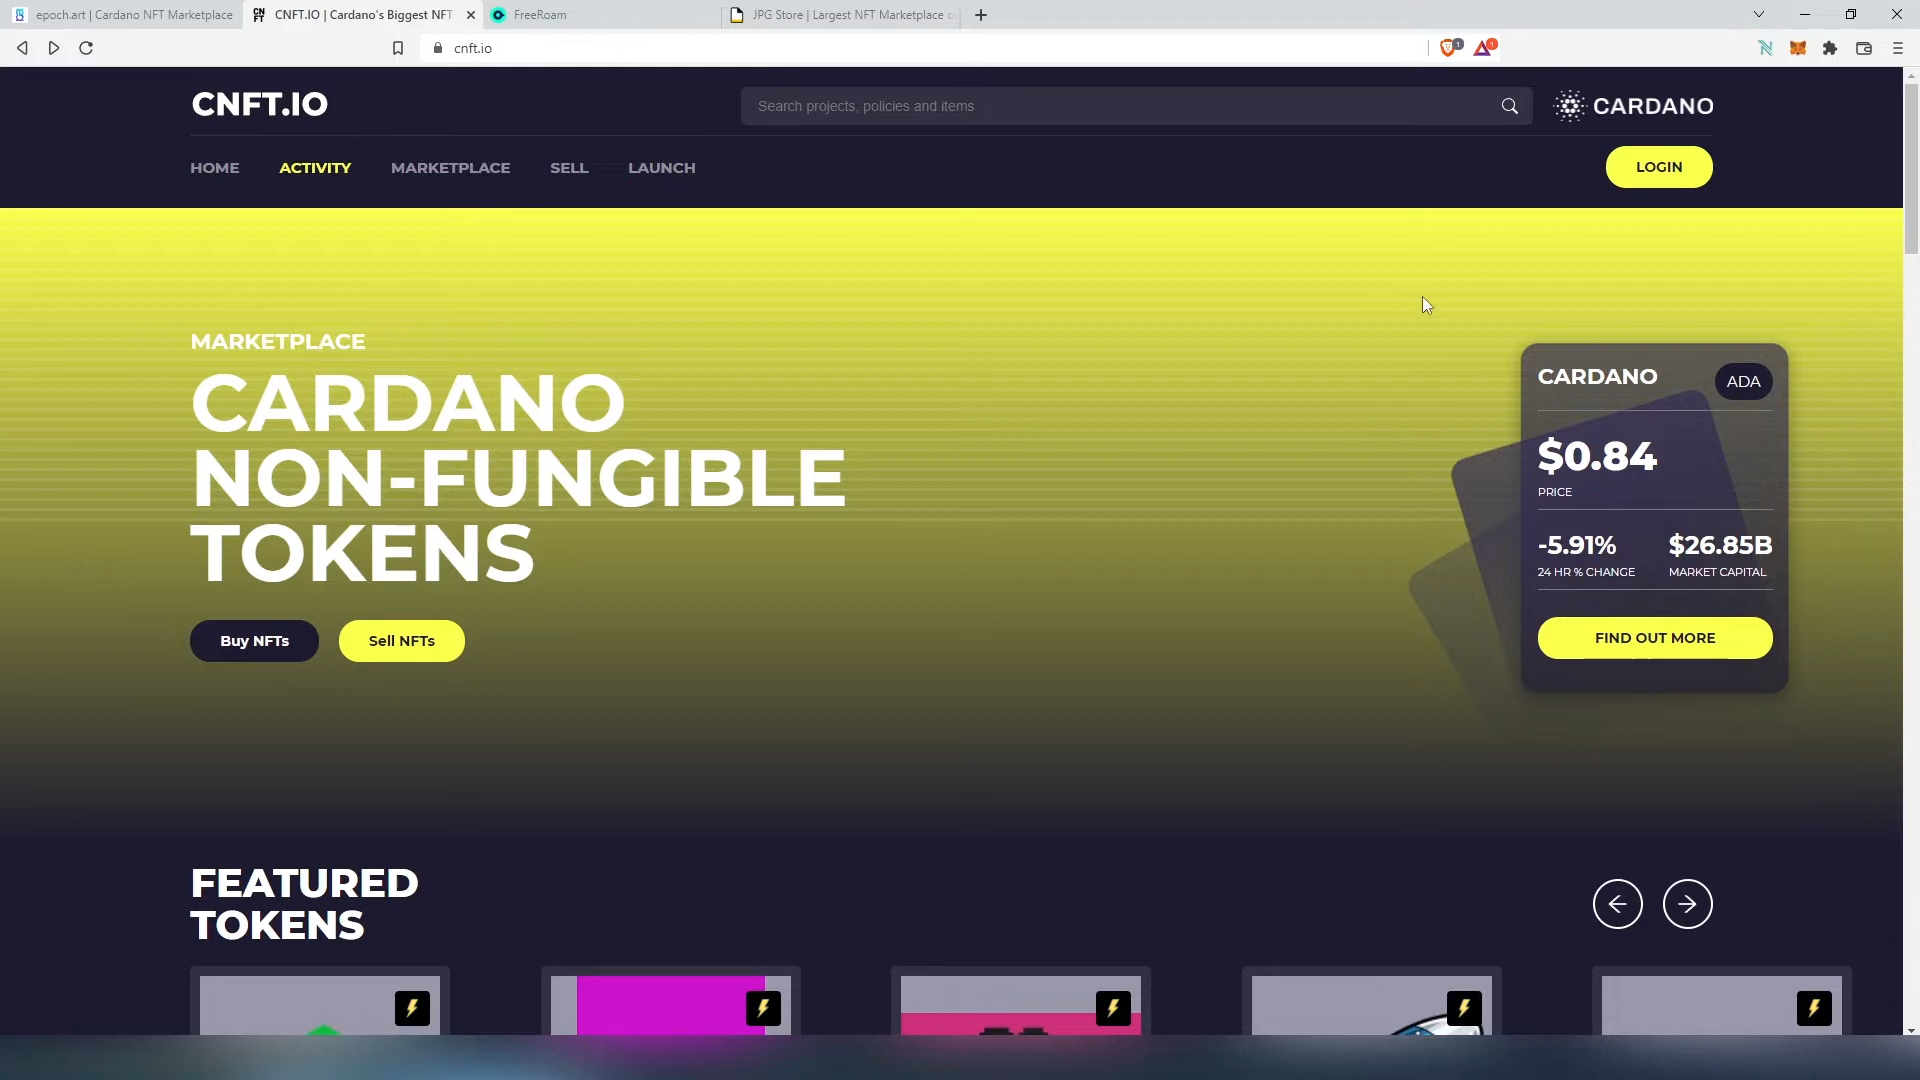 epoch.art | Cardano NFT Marketplace
CNFT.IO | Cardano's Biggest NFT
FreeRoam
JPG Store | Largest NFT Marketplace o
cnft.io
1
1
CNFT.IO
Search projects, policies and items
CARDANO
HOME
ACTIVITY
MARKETPLACE
SELL
LAUNCH
LOGIN
MARKETPLACE
CARDANO
NON-FUNGIBLE
TOKENS
Buy NFTs
Sell NFTs
CARDANO
ADA
$0.84
PRICE
-5.91%
$26.85B
24 HR % CHANGE
MARKET CAPITAL
FIND OUT MORE
FEATURED
TOKENS